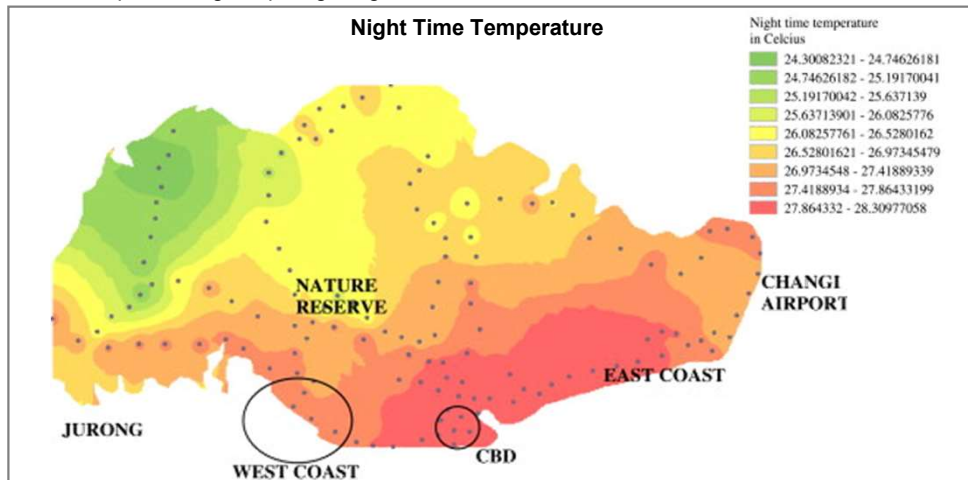 Night Time Temperature
Night time temperature
in Celcius
24.30082321 - 24.74626181
24.74626182 - 25.19170041
25.19170042 - 25.637139
25.63713901 - 26.0825776
26.08257761 - 26.5280162
26.52801621 - 26.97345479
26.9734548 - 27.41889339
27.4188934 - 27.86433199
27.864332 - 28.30977058
NATURE
RESERVE
CHANGI
AIRPORT
EAST COAST
JURONG
WEST COAST
CBD